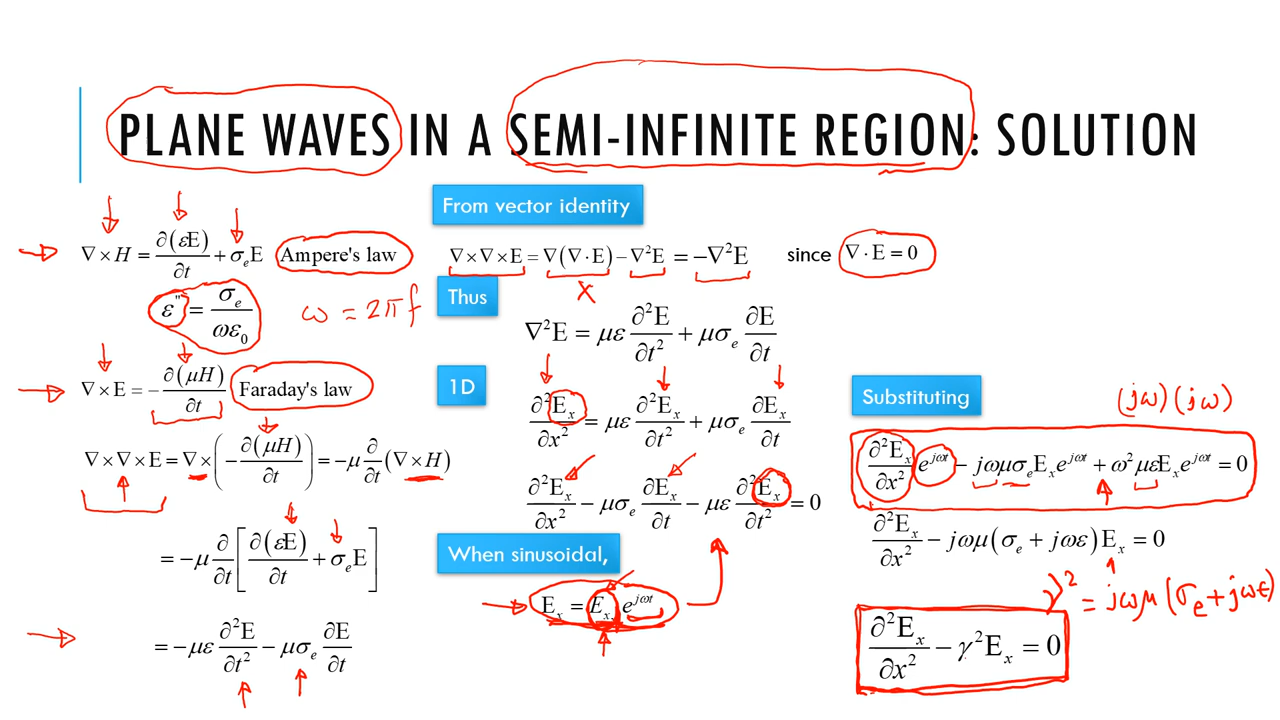 PLANE WAVES IN A SEMI-INFINITE REGION: SOLUTION
∇ × H = ∂(εE)/∂t + σₑE Ampere's law
ε" = σₑ/ωε₀
ω = 2πf
∇ × E = −∂(μH)/∂t Faraday's law
∇ × ∇ × E = ∇ × (−∂(μH)/∂t) = −μ ∂/∂t (∇ × H)
= −μ ∂/∂t [∂(εE)/∂t + σₑE]
= −με ∂²E/∂t² − μσₑ ∂E/∂t
From vector identity
∇ × ∇ × E = ∇(∇ · E) − ∇²E = −∇²E since ∇ · E = 0
X
Thus
∇²E = με ∂²E/∂t² + μσₑ ∂E/∂t
1D
∂²Eₓ/∂x² = με ∂²Eₓ/∂t² + μσₑ ∂Eₓ/∂t
∂²Eₓ/∂x² − μσₑ ∂Eₓ/∂t − με ∂²Eₓ/∂t² = 0
When sinusoidal,
Eₓ = Eₓ e^{jωt}
Substituting
(jω)(jω)
∂²Eₓ/∂x² e^{jωt} − jωμσₑEₓe^{jωt} + ω²μεEₓe^{jωt} = 0
∂²Eₓ/∂x² − jωμ(σₑ + jωε)Eₓ = 0
γ² = jωμ(σₑ + jωε)
∂²Eₓ/∂x² − γ²Eₓ = 0